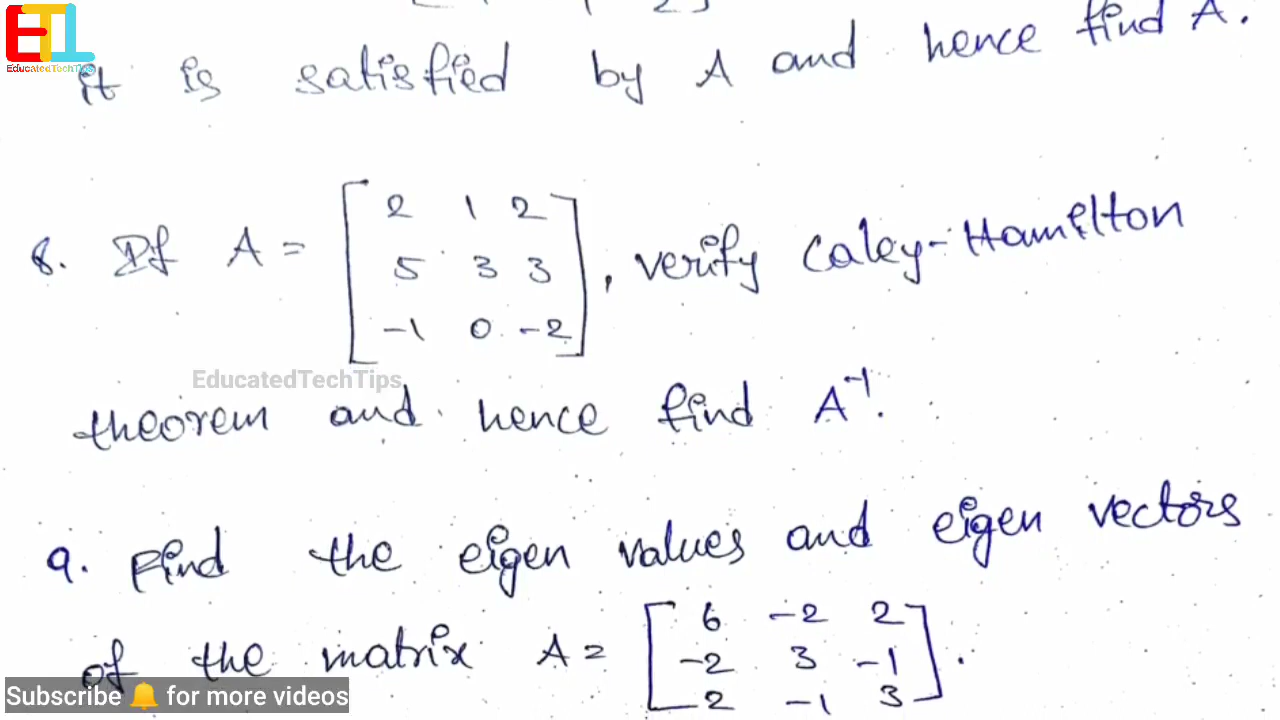 ETL
EducatedTechTips
it is satisfied by A and hence find A.
8. If A = [2 1 2
5 3 3
-1 0 -2], verify Caley-Hamilton
EducatedTechTips
theorem and hence find A⁻¹.
9. Find the eigen values and eigen vectors
of the matrix A = [6 -2 2
-2 3 -1
2 -1 3].
Subscribe 🔔 for more videos